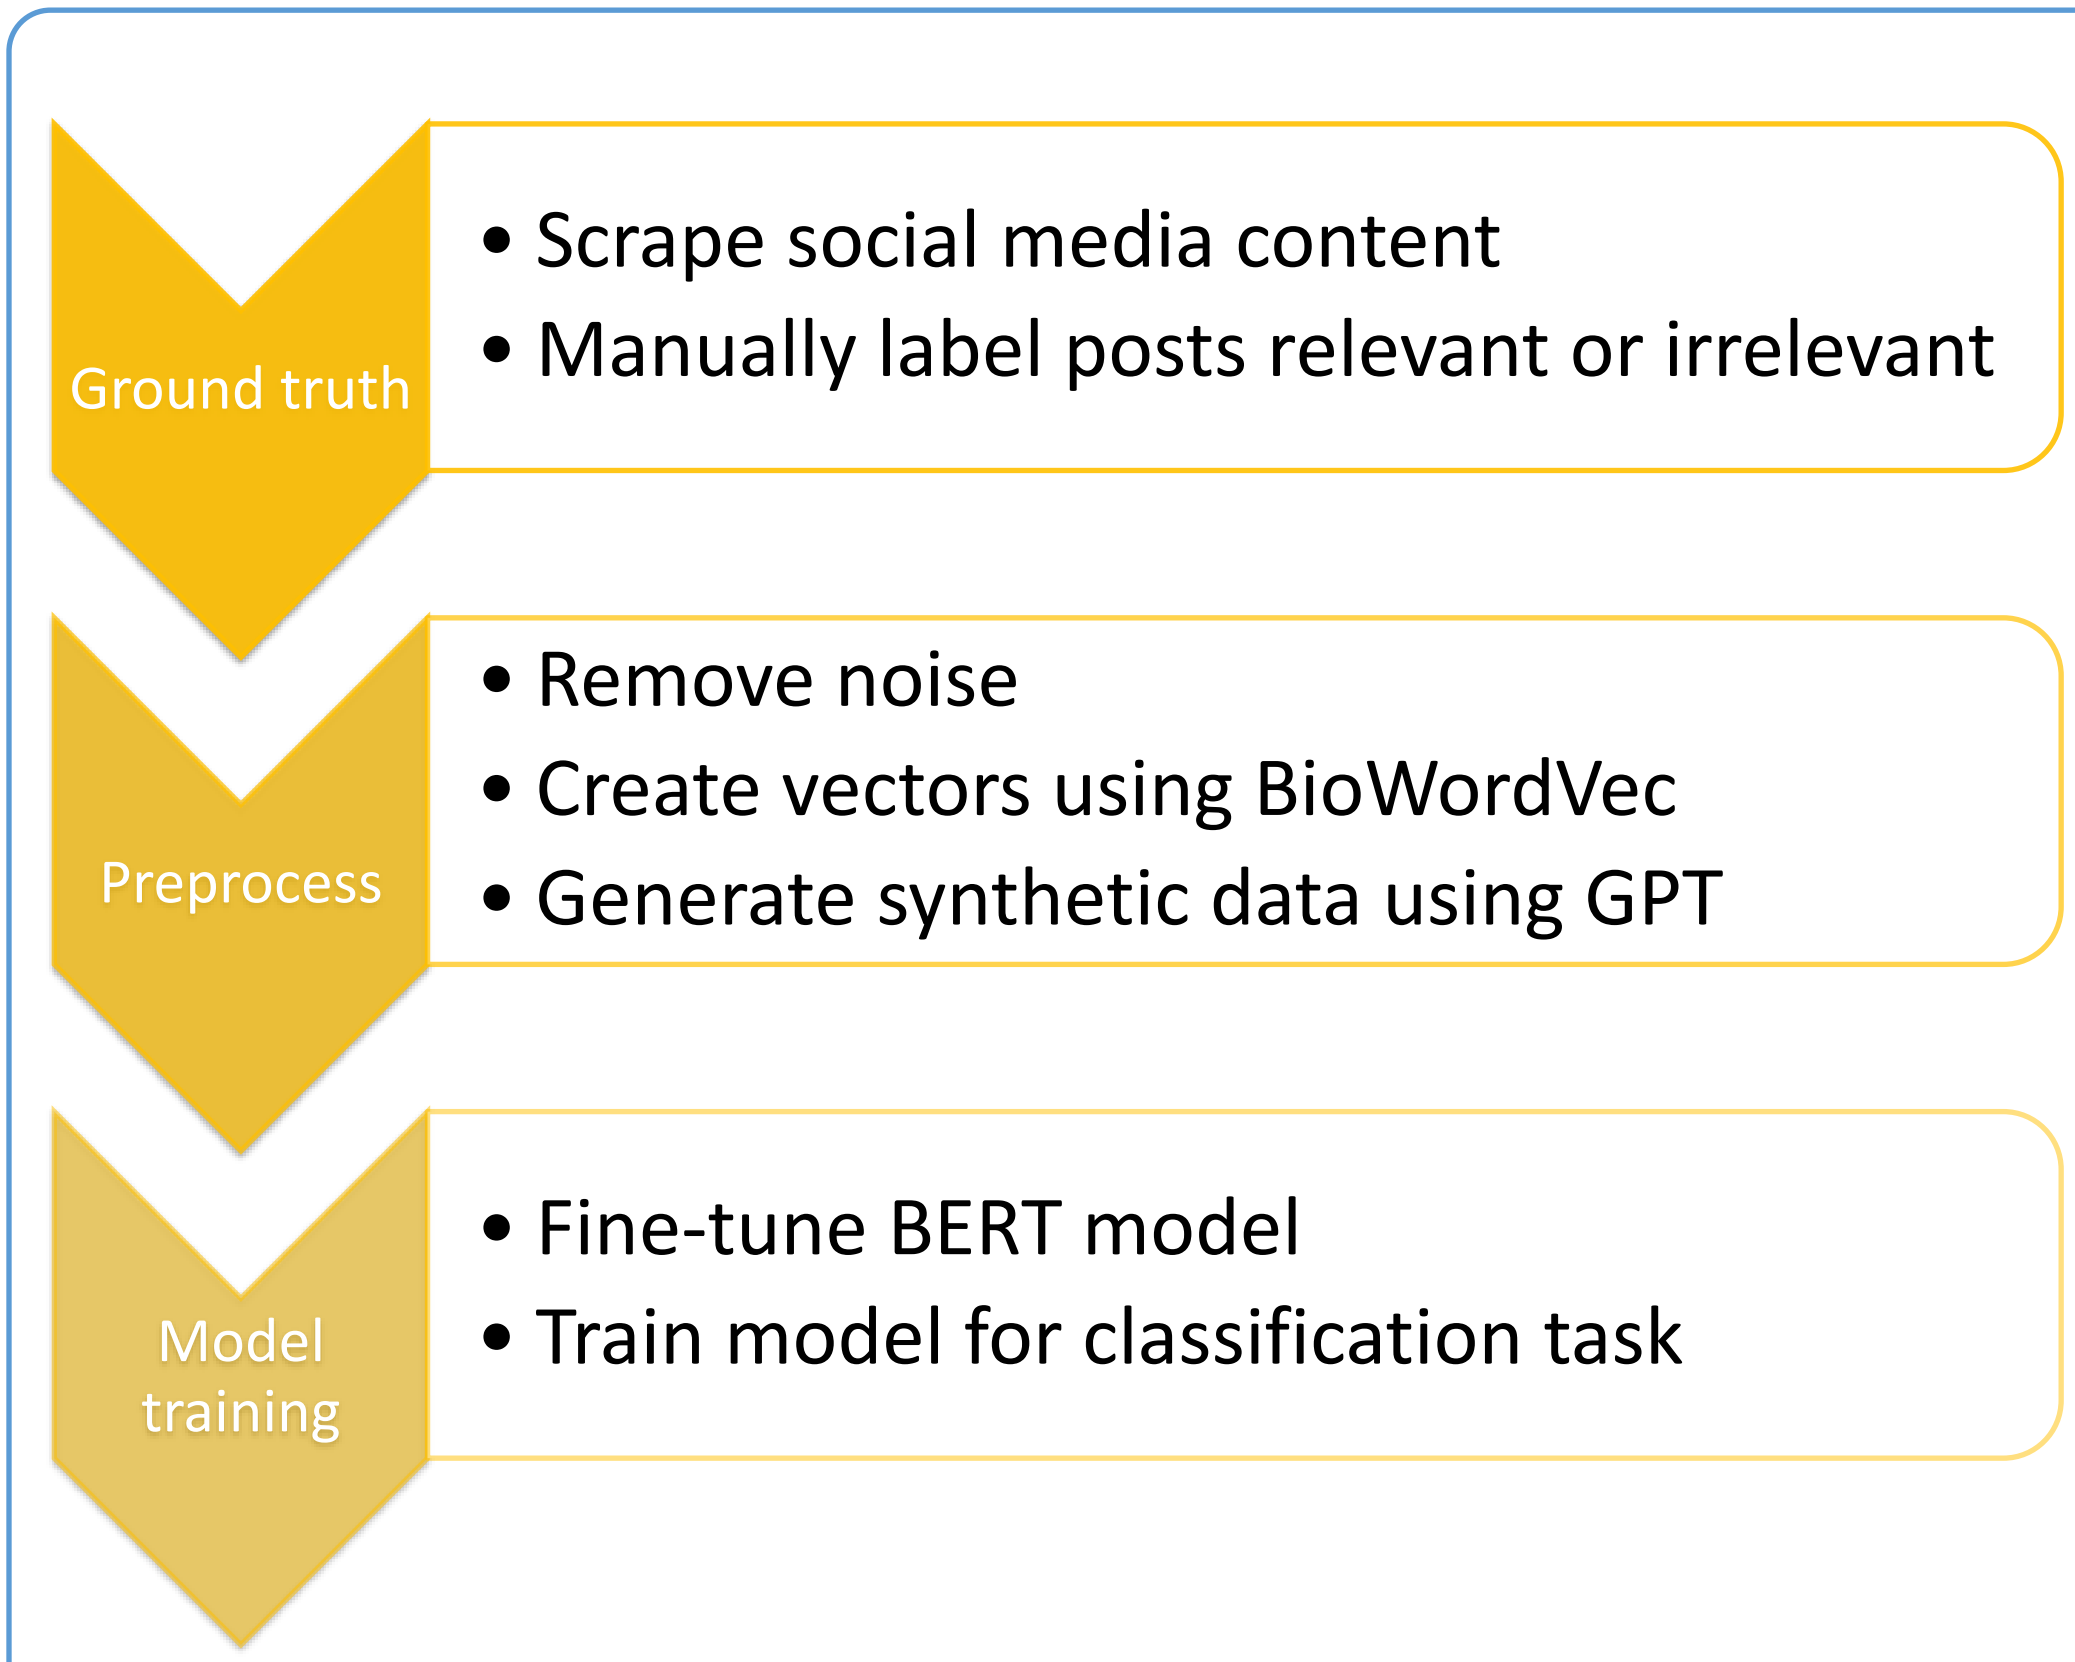 Ground truth
• Scrape social media content
• Manually label posts relevant or irrelevant
Preprocess
• Remove noise
• Create vectors using BioWordVec
• Generate synthetic data using GPT
Model
training
• Fine-tune BERT model
• Train model for classification task